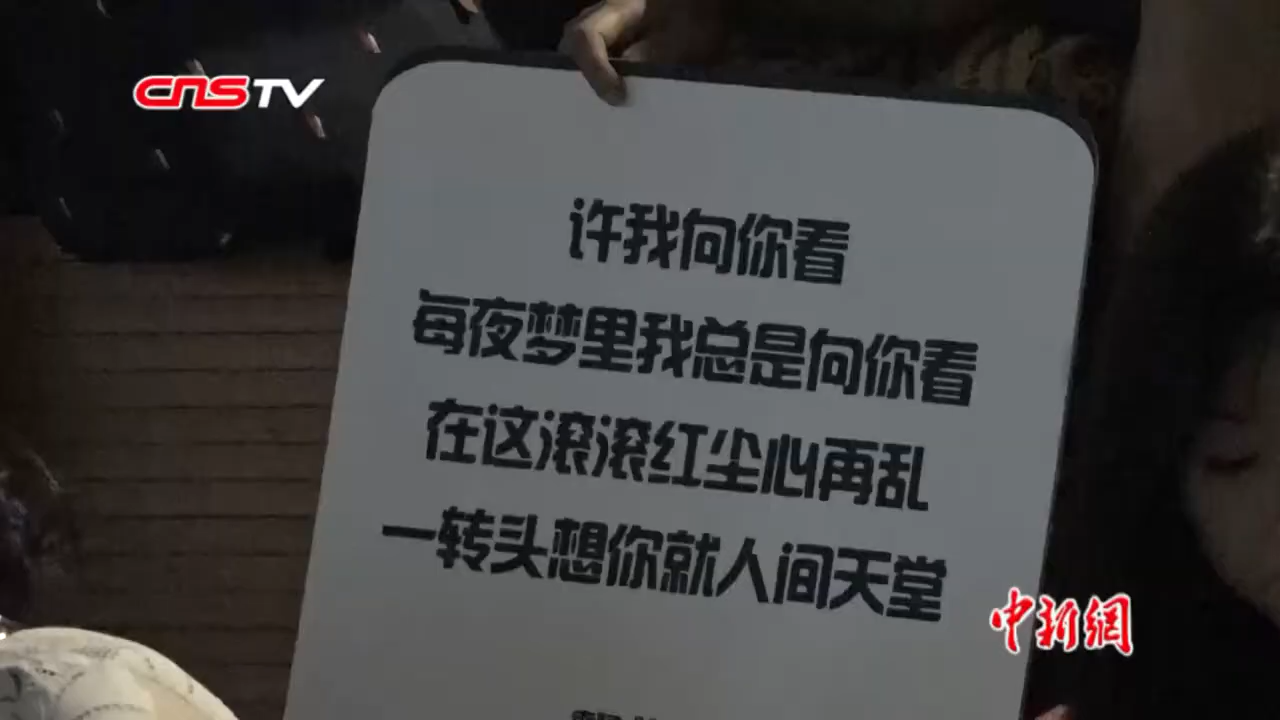 CNSTV
许我向你看
每夜梦里我总是向你看
在这滚滚红尘心再乱
一转头想你就人间天堂
中新網